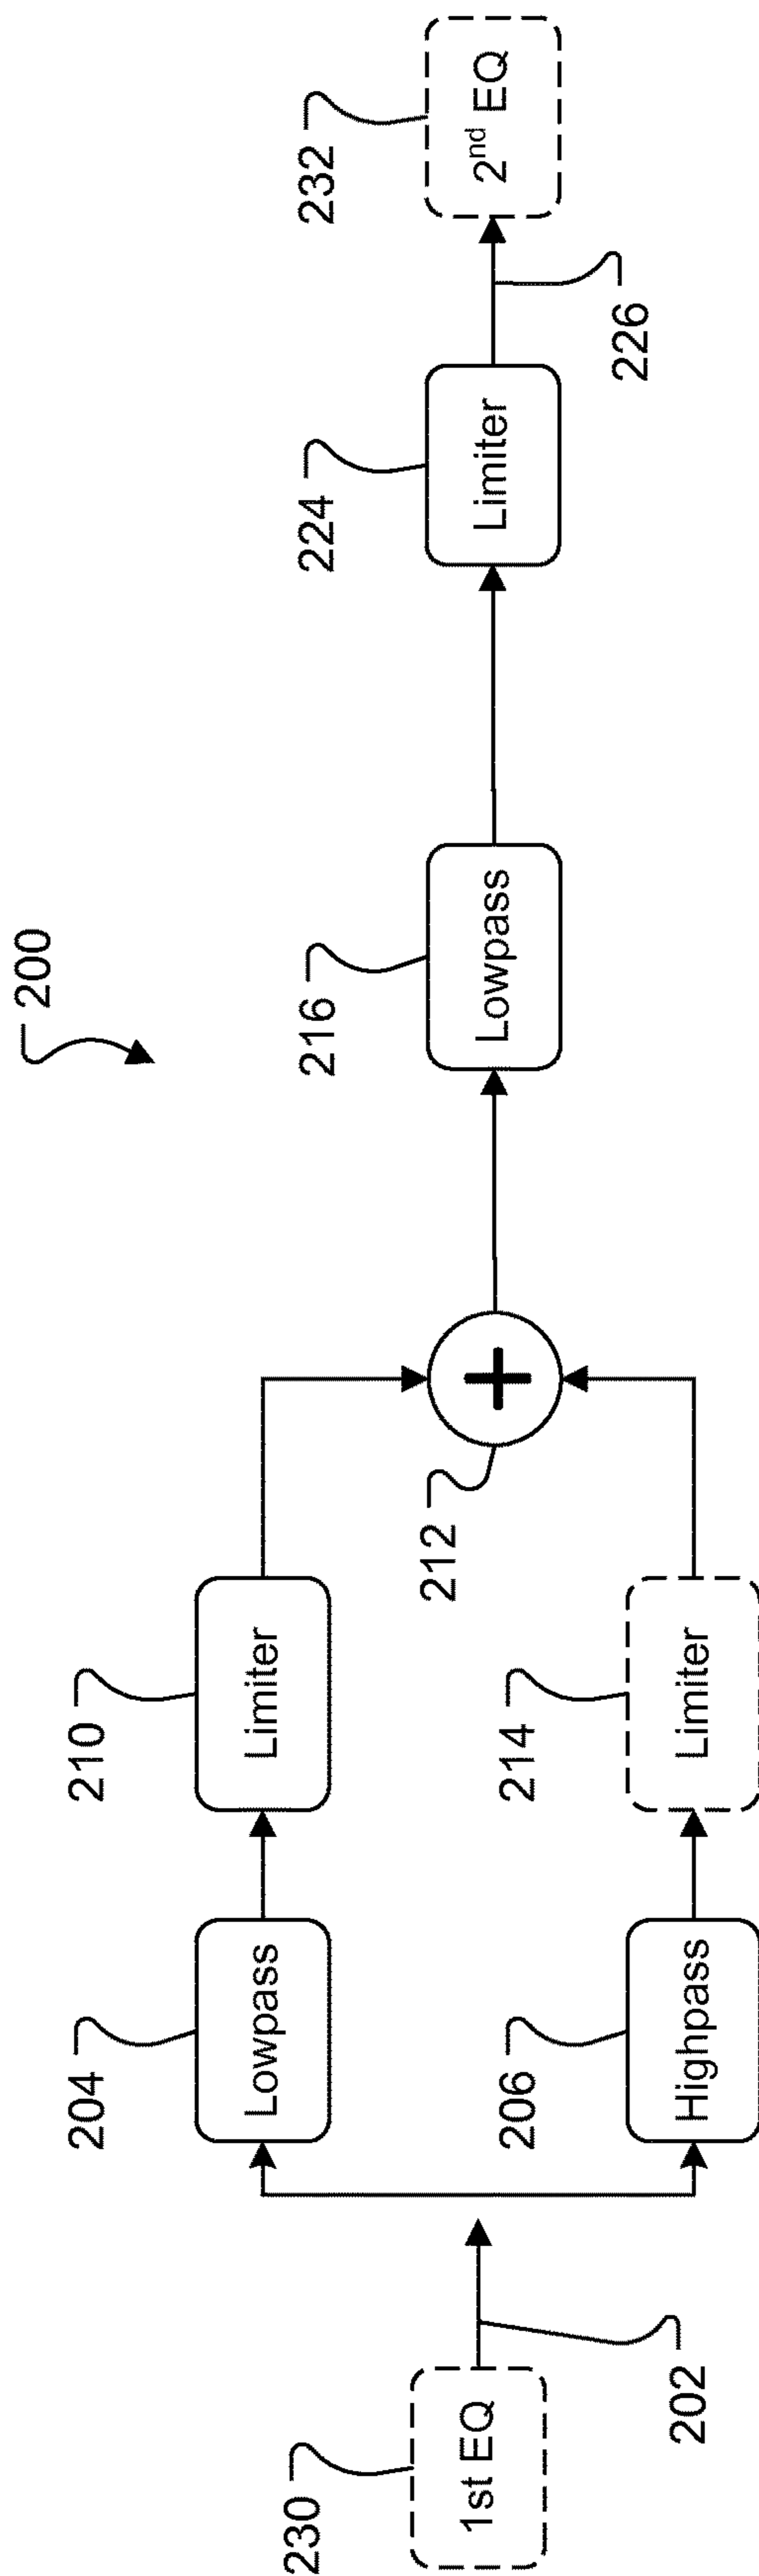 200
230
1st EQ
202
204
Lowpass
206
Highpass
210
Limiter
214
Limiter
212
+
216
Lowpass
224
Limiter
226
232
2nd EQ